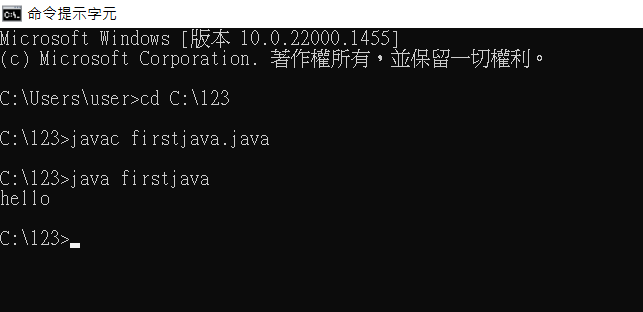 命令提示字元
Microsoft Windows [版本 10.0.22000.1455]
(c) Microsoft Corporation. 著作權所有，並保留一切權利。
C:\Users\user>cd C:\123
C:\123>javac firstjava.java
C:\123>java firstjava
hello
C:\123>